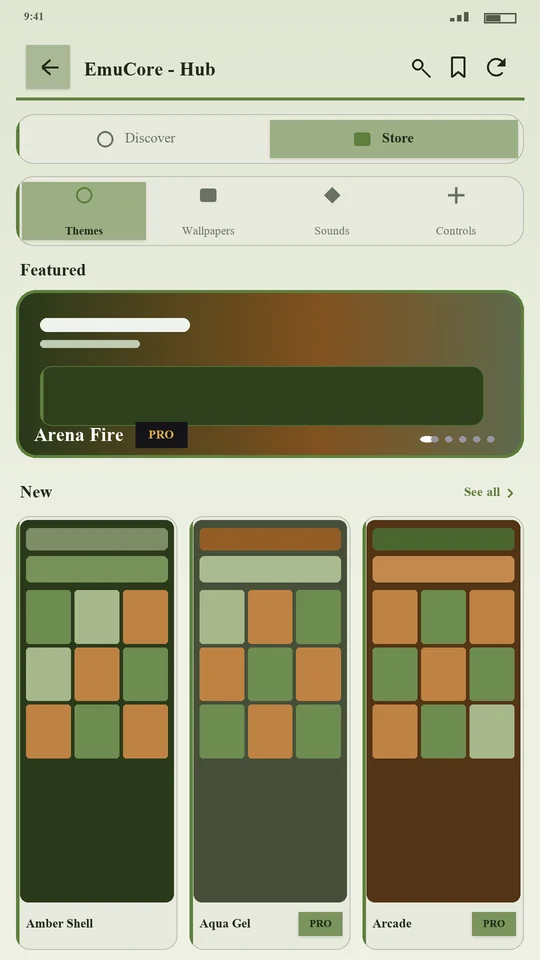 9:41
EmuCore - Hub
Discover
Store
Themes
Wallpapers
Sounds
Controls
Featured
Arena Fire
PRO
New
See all
Amber Shell
Aqua Gel
PRO
Arcade
PRO